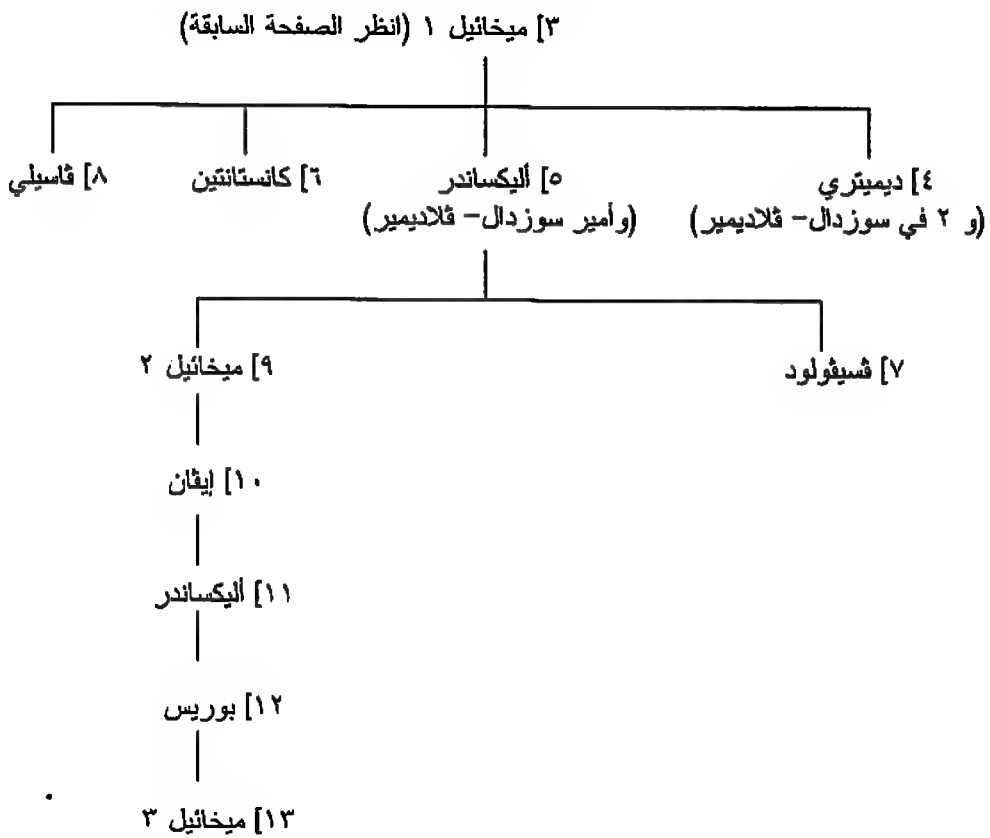 ٣] ميخائيل ١ (انظر الصفحة السابقة)
٤] ديميتري
(و ٢ في سوزدال– ڤلاديمير)
٥] أليكساندر
(وأمير سوزدال– ڤلاديمير)
٦] كانستانتين
٨] ڤاسيلي
٧] ڤسيڤولود
٩] ميخائيل ٢
١٠] إيڤان
١١] أليكساندر
١٢] بوريس
١٣] ميخائيل ٣